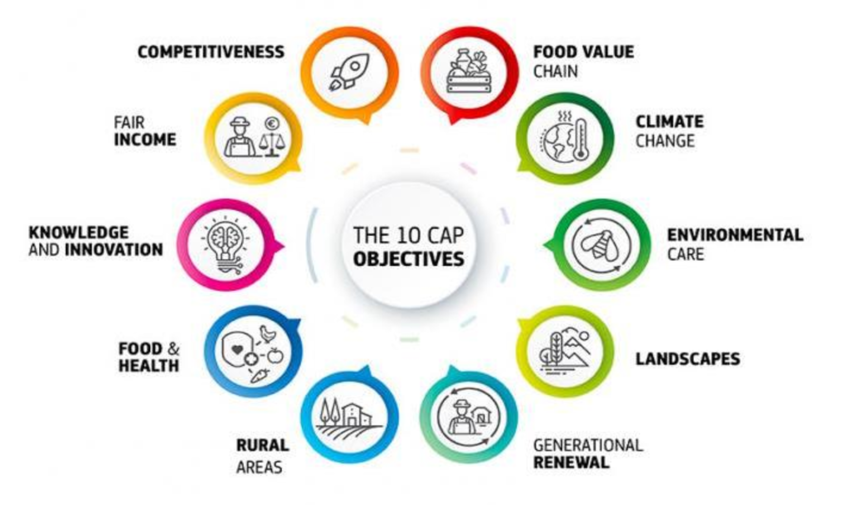 COMPETITIVENESS
FOOD VALUE
CHAIN
FAIR
INCOME
€
CLIMATE
CHANGE
KNOWLEDGE
AND INNOVATION
THE 10 CAP
OBJECTIVES
ENVIRONMENTAL
CARE
FOOD &
HEALTH
LANDSCAPES
RURAL
AREAS
GENERATIONAL
RENEWAL